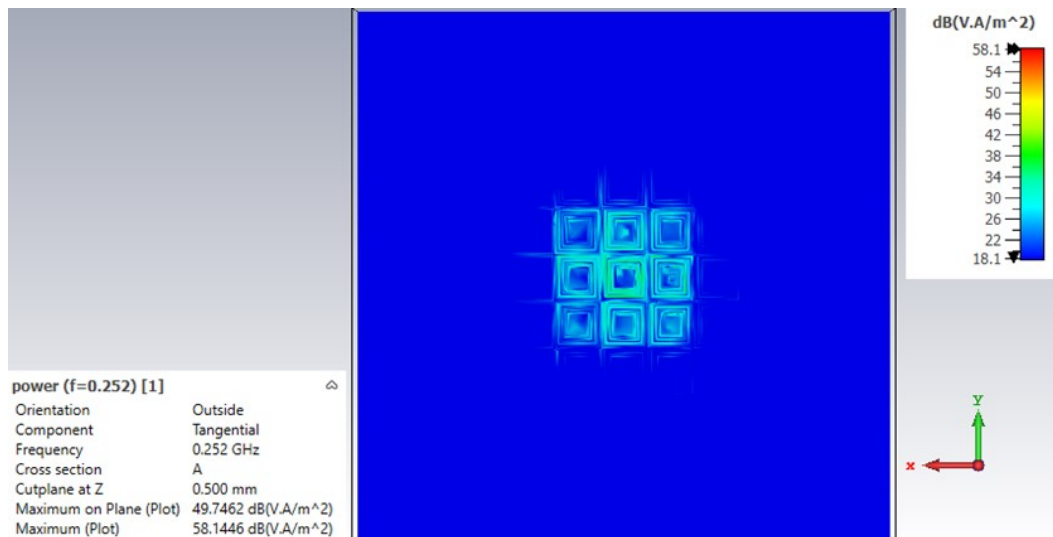 dB(V.A/m^2)
58.1
54
50
46
42
38
34
30
26
22
18.1
power (f=0.252) [1]
Orientation Outside
Component Tangential
Frequency 0.252 GHz
Cross section A
Cutplane at Z 0.500 mm
Maximum on Plane (Plot) 49.7462 dB(V.A/m^2)
Maximum (Plot) 58.1446 dB(V.A/m^2)
Y
x